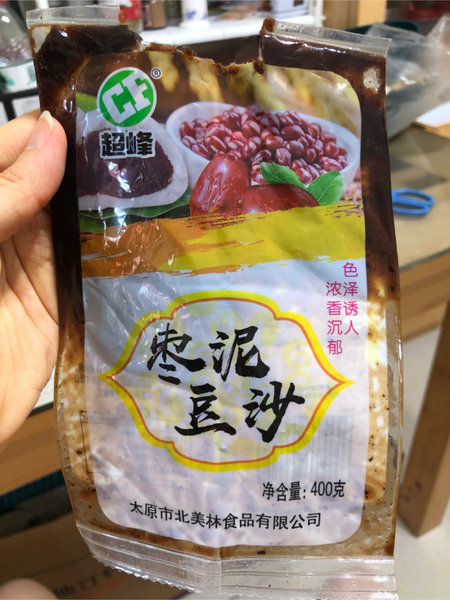 CF®
超峰
色泽诱人
浓香沉郁
枣泥
豆沙
净含量: 400克
太原市北美林食品有限公司